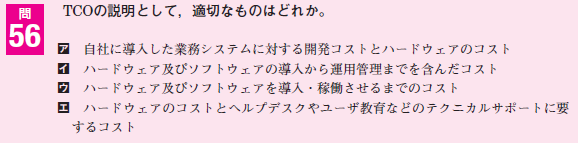 問
56
TCOの説明として，適切なものはどれか。
ア 自社に導入した業務システムに対する開発コストとハードウェアのコスト
イ ハードウェア及びソフトウェアの導入から運用管理までを含んだコスト
ウ ハードウェア及びソフトウェアを導入・稼働させるまでのコスト
エ ハードウェアのコストとヘルプデスクやユーザ教育などのテクニカルサポートに要
するコスト